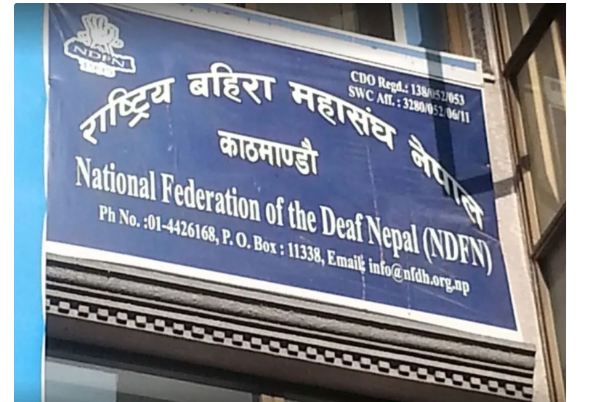 NDFN
CDO Regd.: 138/052/053
SWC Aff. : 3280/052/06/11
राष्ट्रिय बहिरा महासंघ नेपाल
काठमाण्डौ
National Federation of the Deaf Nepal (NDFN)
Ph No. :01-4426168, P. O. Box : 11338, Email: info@nfdh.org.np